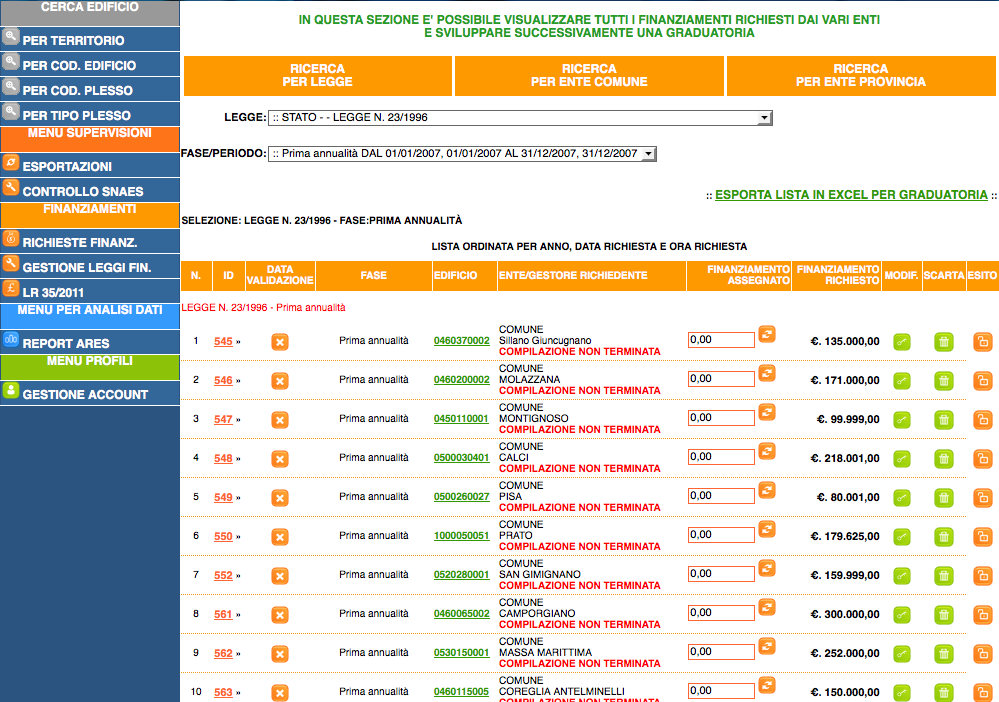 CERCA EDIFICIO
PER TERRITORIO
PER COD. EDIFICIO
PER COD. PLESSO
PER TIPO PLESSO
MENU SUPERVISIONI
ESPORTAZIONI
CONTROLLO SNAES
FINANZIAMENTI
RICHIESTE FINANZ.
GESTIONE LEGGI FIN.
LR 35/2011
MENU PER ANALISI DATI
REPORT ARES
MENU PROFILI
GESTIONE ACCOUNT
IN QUESTA SEZIONE E' POSSIBILE VISUALIZZARE TUTTI I FINANZIAMENTI RICHIESTI DAI VARI ENTI
E SVILUPPARE SUCCESSIVAMENTE UNA GRADUATORIA
RICERCA
PER LEGGE
RICERCA
PER ENTE COMUNE
RICERCA
PER ENTE PROVINCIA
LEGGE: :: STATO - - LEGGE N. 23/1996
FASE/PERIODO: :: Prima annualità DAL 01/01/2007, 01/01/2007 AL 31/12/2007, 31/12/2007
:: ESPORTA LISTA IN EXCEL PER GRADUATORIA ::
SELEZIONE: LEGGE N. 23/1996 - FASE:PRIMA ANNUALITÀ
LISTA ORDINATA PER ANNO, DATA RICHIESTA E ORA RICHIESTA
N. ID DATA VALIDAZIONE FASE EDIFICIO ENTE/GESTORE RICHIEDENTE FINANZIAMENTO ASSEGNATO FINANZIAMENTO RICHIESTO MODIF. SCARTA ESITO
LEGGE N. 23/1996 - Prima annualità
COMUNE
1 545 » Prima annualità 0460370002 Sillano Giuncugnano 0,00 €. 135.000,00
COMPILAZIONE NON TERMINATA
COMUNE
2 546 » Prima annualità 0460200002 MOLAZZANA 0,00 €. 171.000,00
COMPILAZIONE NON TERMINATA
COMUNE
3 547 » Prima annualità 0450110001 MONTIGNOSO 0,00 €. 99.999,00
COMPILAZIONE NON TERMINATA
COMUNE
4 548 » Prima annualità 0500030401 CALCI 0,00 €. 218.001,00
COMPILAZIONE NON TERMINATA
COMUNE
5 549 » Prima annualità 0500260027 PISA 0,00 €. 80.001,00
COMPILAZIONE NON TERMINATA
COMUNE
6 550 » Prima annualità 1000050051 PRATO 0,00 €. 179.625,00
COMPILAZIONE NON TERMINATA
COMUNE
7 552 » Prima annualità 0520280001 SAN GIMIGNANO 0,00 €. 159.999,00
COMPILAZIONE NON TERMINATA
COMUNE
8 561 » Prima annualità 0460065002 CAMPORGIANO 0,00 €. 300.000,00
COMPILAZIONE NON TERMINATA
COMUNE
9 562 » Prima annualità 0530150001 MASSA MARITTIMA 0,00 €. 252.000,00
COMPILAZIONE NON TERMINATA
COMUNE
10 563 » Prima annualità 0460115005 COREGLIA ANTELMINELLI 0,00 €. 150.000,00
COMPILAZIONE NON TERMINATA